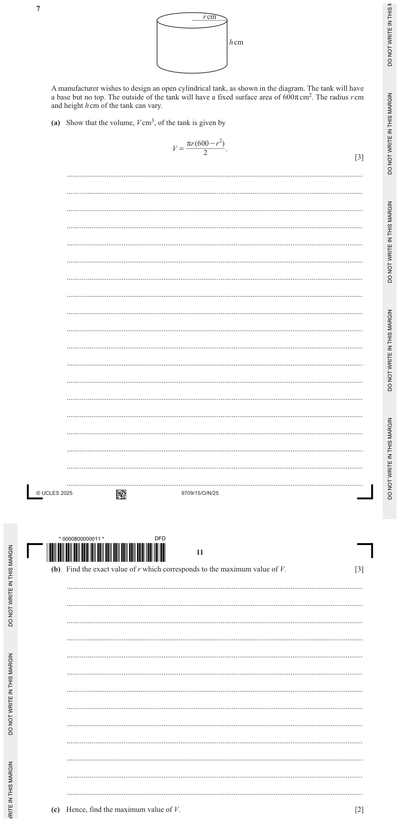 7
r cm
h cm
A manufacturer wishes to design an open cylindrical tank, as shown in the diagram. The tank will have
a base but no top. The outside of the tank will have a fixed surface area of 600π cm². The radius r cm
and height h cm of the tank can vary.
(a) Show that the volume, V cm³, of the tank is given by
V = πr(600 − r²) / 2.
[3]
© UCLES 2025
9709/15/O/N/25
DO NOT WRITE IN THIS M
DO NOT WRITE IN THIS MARGIN
DO NOT WRITE IN THIS MARGIN
DO NOT WRITE IN THIS MARGIN
DO NOT WRITE IN THIS MARGIN
* 0000800000011 *
DFD
11
(b) Find the exact value of r which corresponds to the maximum value of V. [3]
(c) Hence, find the maximum value of V. [2]
DO NOT WRITE IN THIS MARGIN
DO NOT WRITE IN THIS MARGIN
WRITE IN THIS MARGIN